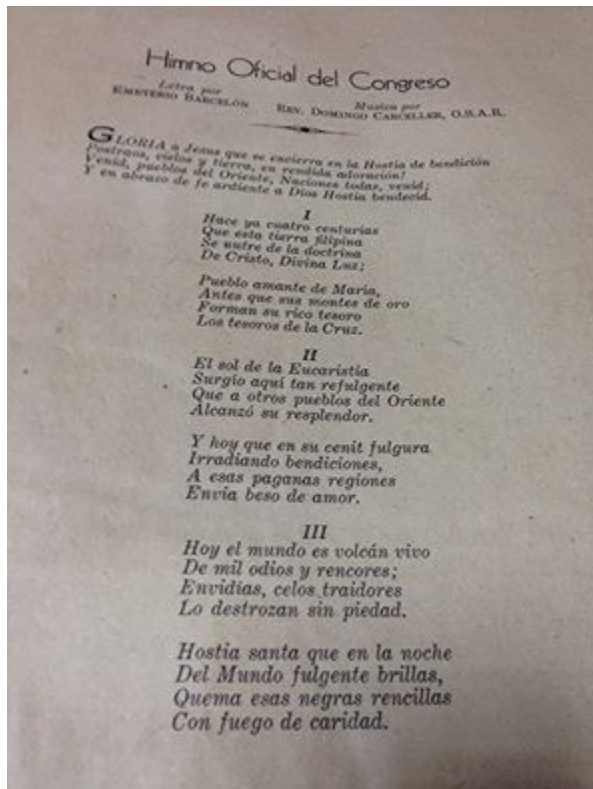 Himno Oficial del Congreso
Letra por
EMETERIO BARCELON
Musica por
REV. DOMINGO CARCELLER, O.S.A.R.
GLORIA a Jesus que se encierra en la Hostia de bendición
Postraos, cielos y tierra, en rendida adoración!
Venid, pueblos del Oriente, Naciones todas, venid;
Y en abrazo de fe ardiente a Dios Hostia bendecid.
I
Hace ya cuatro centurias
Que esta tierra filipina
Se nutre de la doctrina
De Cristo, Divina Luz;
Pueblo amante de Maria,
Antes que sus montes de oro
Forman su rico tesoro
Los tesoros de la Cruz.
II
El sol de la Eucaristia
Surgio aquí tan refulgente
Que a otros pueblos del Oriente
Alcanzó su resplendor.
Y hoy que en su cenit fulgura
Irradiando bendiciones,
A esas paganas regiones
Envia beso de amor.
III
Hoy el mundo es volcán vivo
De mil odios y rencores;
Envidias, celos traidores
Lo destrozan sin piedad.
Hostia santa que en la noche
Del Mundo fulgente brillas,
Quema esas negras rencillas
Con fuego de caridad.